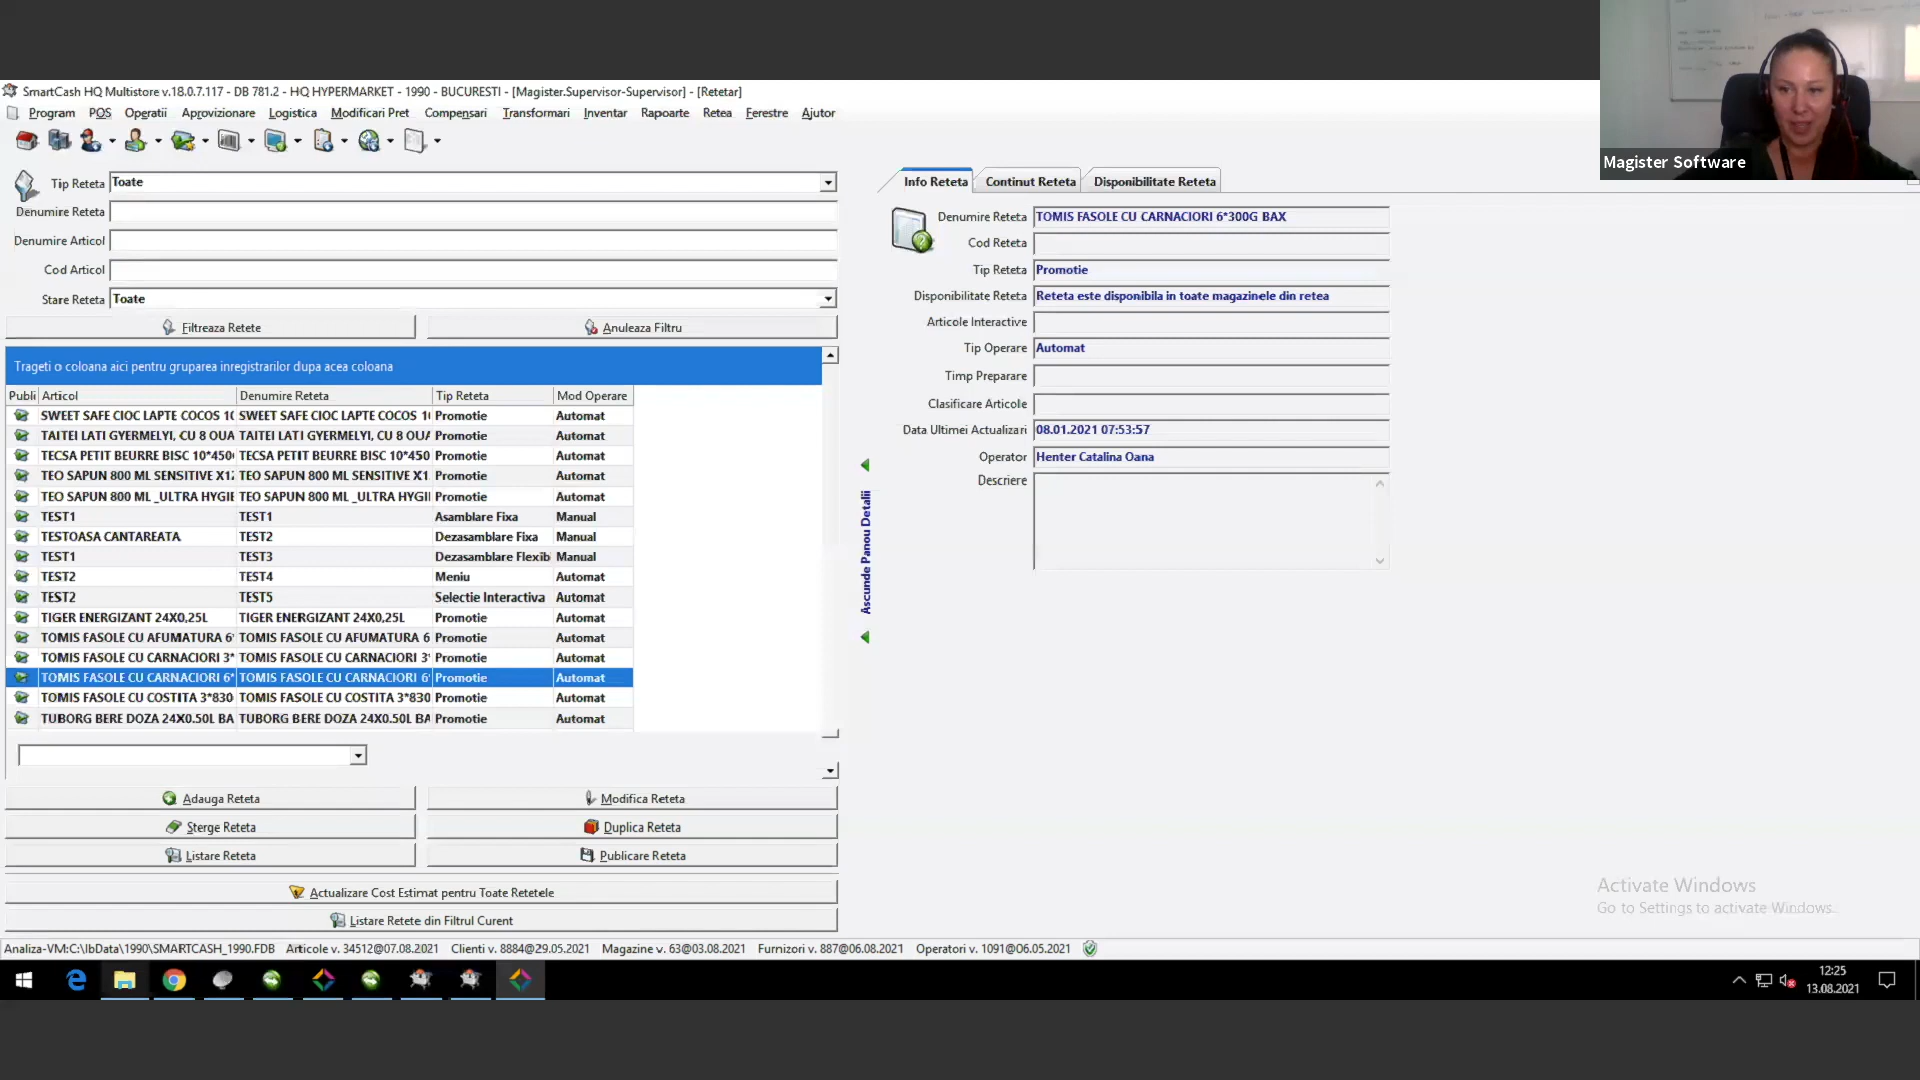 SmartCash HQ Multistore v.18.0.7.117 - DB 781.2 - HQ HYPERMARKET - 1990 - BUCURESTI - [Magister.Supervisor-Supervisor] - [Retetar]
Program POS Operatii Aprovizionare Logistica Modificari Pret Compensari Transformari Inventar Rapoarte Retea Ferestre Ajutor
Magister Software
Tip Reteta Toate
Denumire Reteta
Denumire Articol
Cod Articol
Stare Reteta Toate
Filtreaza Retete Anuleaza Filtru
Trageti o coloana aici pentru gruparea inregistrarilor dupa acea coloana
Publi Articol Denumire Reteta Tip Reteta Mod Operare
SWEET SAFE CIOC LAPTE COCOS 1( SWEET SAFE CIOC LAPTE COCOS 1( Promotie Automat
TAITEI LATI GYERMELYI, CU 8 OUA TAITEI LATI GYERMELYI, CU 8 OUA Promotie Automat
TECSA PETIT BEURRE BISC 10*450 TECSA PETIT BEURRE BISC 10*450 Promotie Automat
TEO SAPUN 800 ML SENSITIVE X1 TEO SAPUN 800 ML SENSITIVE X1 Promotie Automat
TEO SAPUN 800 ML _ULTRA HYGIE TEO SAPUN 800 ML _ULTRA HYGI Promotie Automat
TEST1 TEST1 Asamblare Fixa Manual
TESTOASA CANTAREATA TEST2 Dezasamblare Fixa Manual
TEST1 TEST3 Dezasamblare Flexib Manual
TEST2 TEST4 Meniu Automat
TEST2 TEST5 Selectie Interactiva Automat
TIGER ENERGIZANT 24X0,25L TIGER ENERGIZANT 24X0,25L Promotie Automat
TOMIS FASOLE CU AFUMATURA 6 TOMIS FASOLE CU AFUMATURA 6 Promotie Automat
TOMIS FASOLE CU CARNACIORI 3* TOMIS FASOLE CU CARNACIORI 3* Promotie Automat
TOMIS FASOLE CU CARNACIORI 6* TOMIS FASOLE CU CARNACIORI 6* Promotie Automat
TOMIS FASOLE CU COSTITA 3*830 TOMIS FASOLE CU COSTITA 3*830 Promotie Automat
TUBORG BERE DOZA 24X0.50L BA TUBORG BERE DOZA 24X0.50L BA Promotie Automat
Adauga Reteta Modifica Reteta
Sterge Reteta Duplica Reteta
Listare Reteta Publicare Reteta
Actualizare Cost Estimat pentru Toate Retetele
Listare Retete din Filtrul Curent
Ascunde Panou Detalii
Info Reteta Continut Reteta Disponibilitate Reteta
Denumire Reteta TOMIS FASOLE CU CARNACIORI 6*300G BAX
Cod Reteta
Tip Reteta Promotie
Disponibilitate Reteta Reteta este disponibila in toate magazinele din retea
Articole Interactive
Tip Operare Automat
Timp Preparare
Clasificare Articole
Data Ultimei Actualizari 08.01.2021 07:53:57
Operator Henter Catalina Oana
Descriere
Activate Windows
Go to Settings to activate Windows.
Analiza-VM:C:\IbData\1990\SMARTCASH_1990.FDB Articole v. 34512@07.08.2021 Clienti v. 8884@29.05.2021 Magazine v. 63@03.08.2021 Furnizori v. 887@06.08.2021 Operatori v. 1091@06.05.2021
12:25
13.08.2021